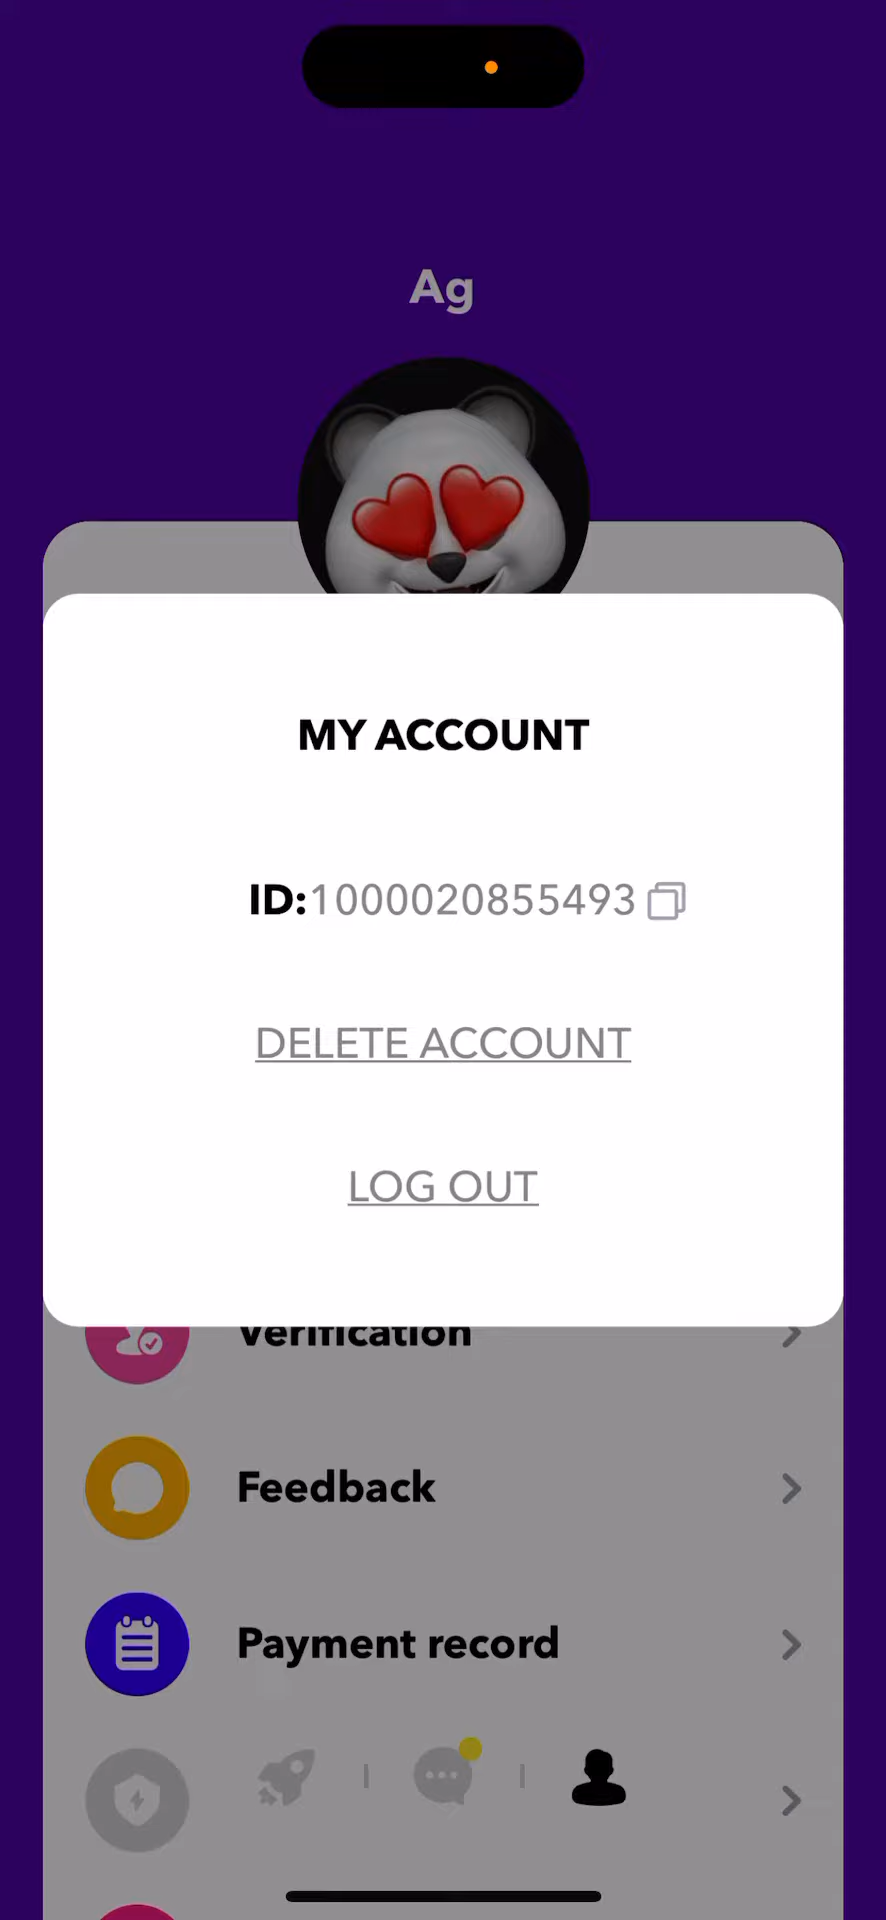 Ag
MY ACCOUNT
ID:1000020855493
DELETE ACCOUNT
LOG OUT
Verification
Feedback
Payment record